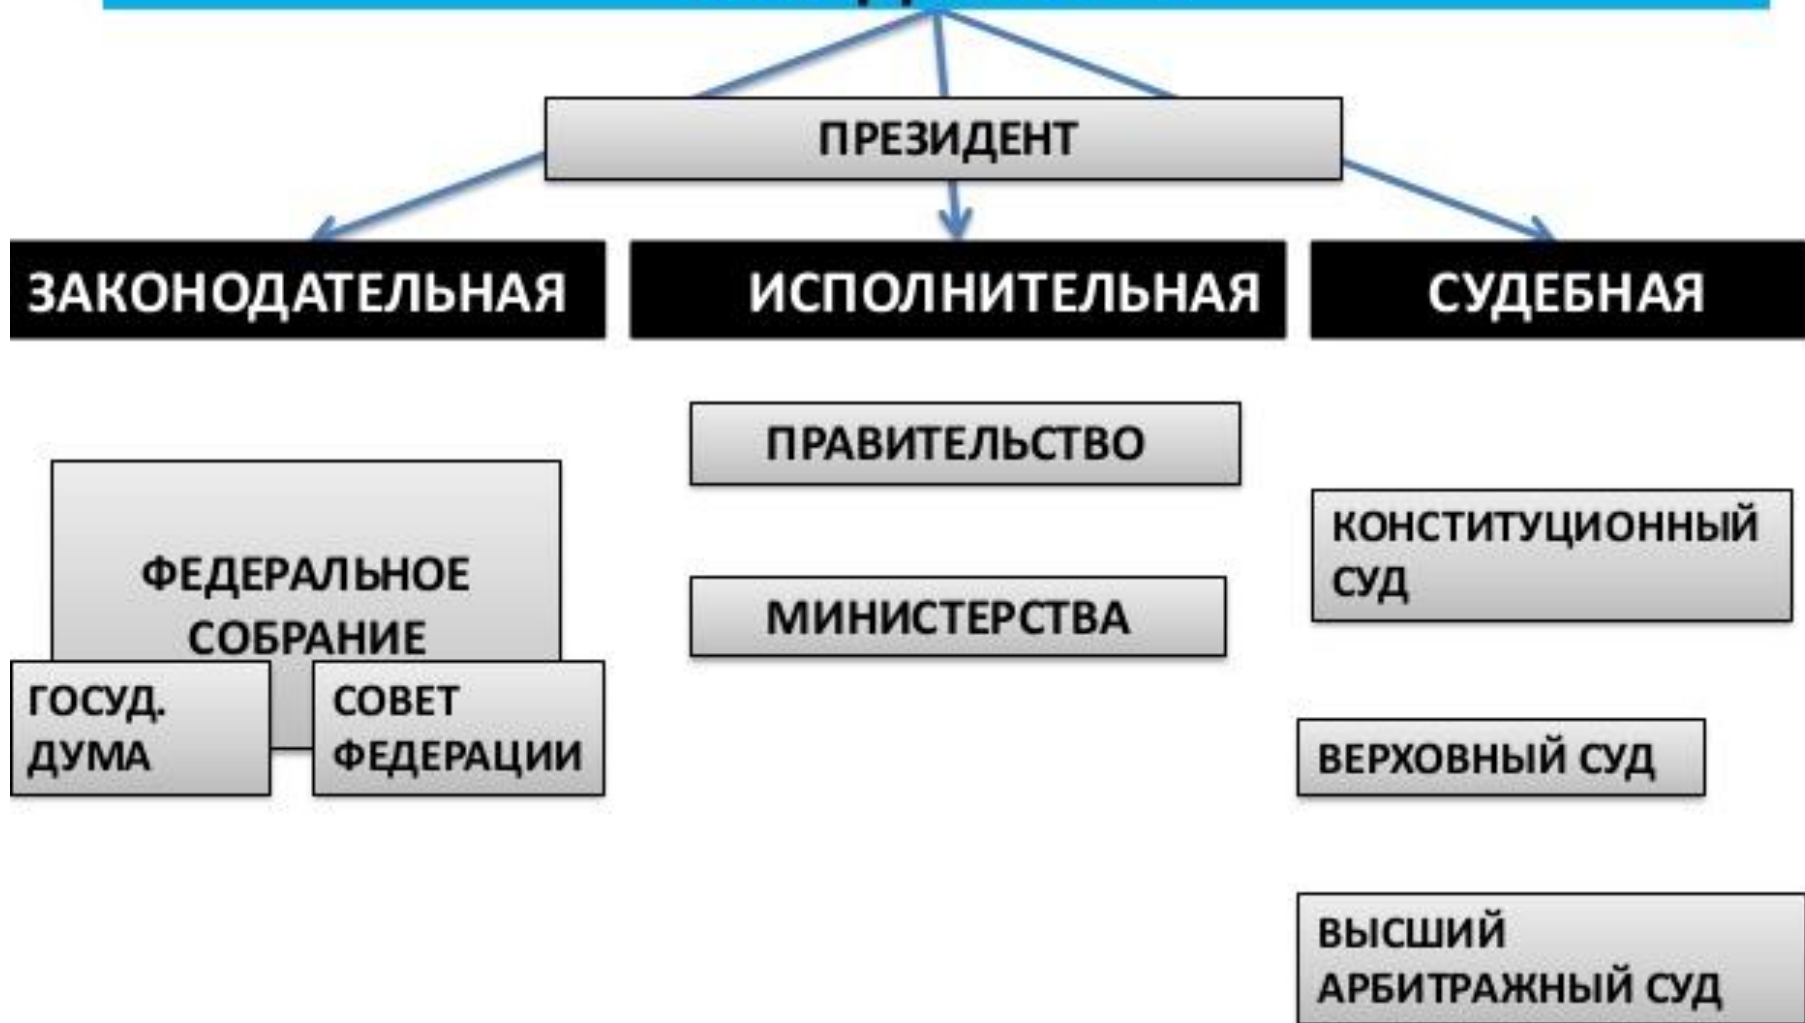 ПРЕЗИДЕНТ
ЗАКОНОДАТЕЛЬНАЯ
ИСПОЛНИТЕЛЬНАЯ
СУДЕБНАЯ
ФЕДЕРАЛЬНОЕ
СОБРАНИЕ
ГОСУД.
ДУМА
СОВЕТ
ФЕДЕРАЦИИ
ПРАВИТЕЛЬСТВО
МИНИСТЕРСТВА
КОНСТИТУЦИОННЫЙ
СУД
ВЕРХОВНЫЙ СУД
ВЫСШИЙ
АРБИТРАЖНЫЙ СУД